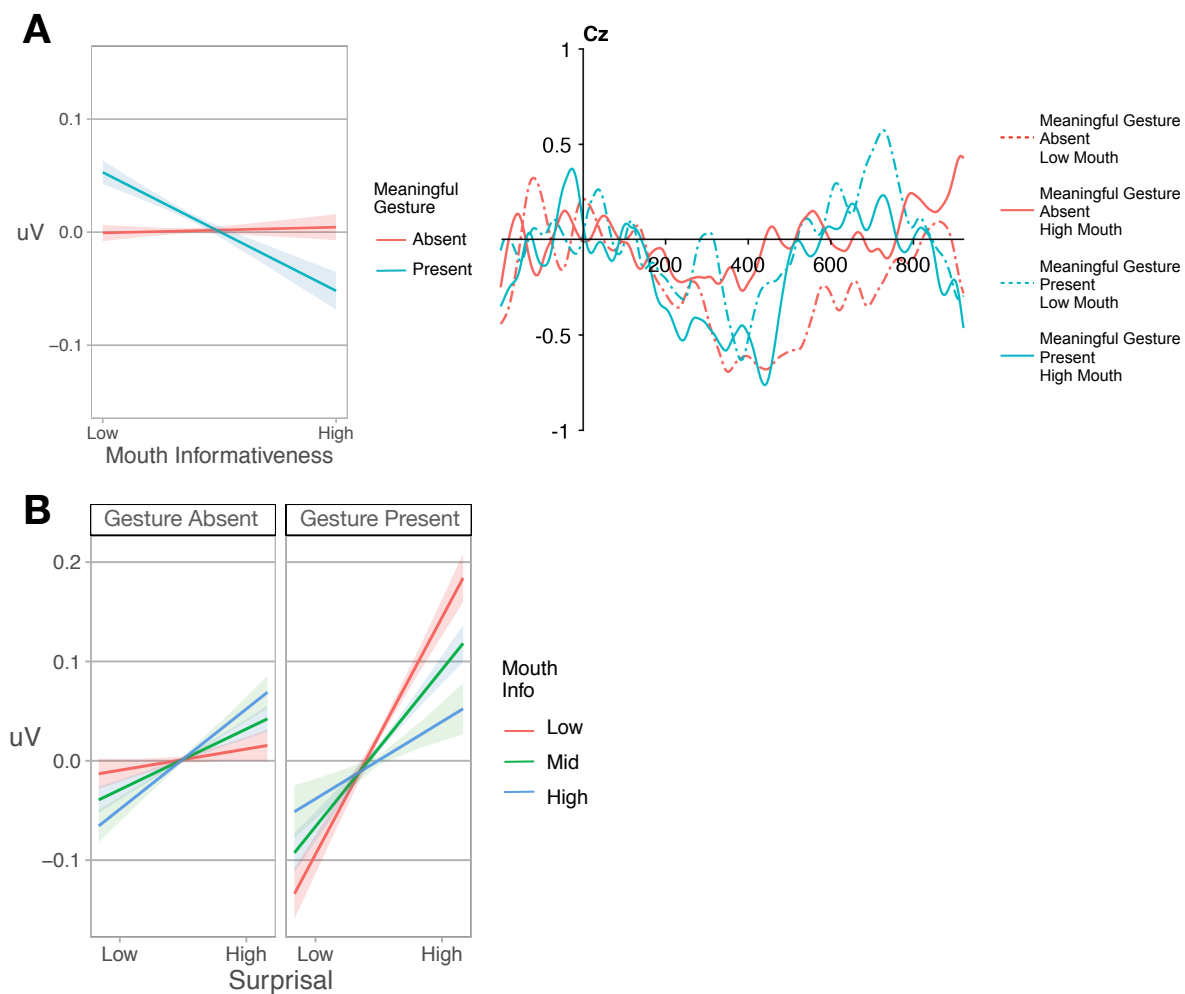 A
0.1
uV
0.0
−0.1
Low
High
Mouth Informativeness
Meaningful
Gesture
Absent
Present
Cz
1
0.5
-0.5
-1
200
400
600
800
Meaningful Gesture
Absent
Low Mouth
Meaningful Gesture
Absent
High Mouth
Meaningful Gesture
Present
Low Mouth
Meaningful Gesture
Present
High Mouth
B
Gesture Absent
Gesture Present
0.2
0.1
uV
0.0
−0.1
Low
High
Low
High
Surprisal
Mouth
Info
Low
Mid
High